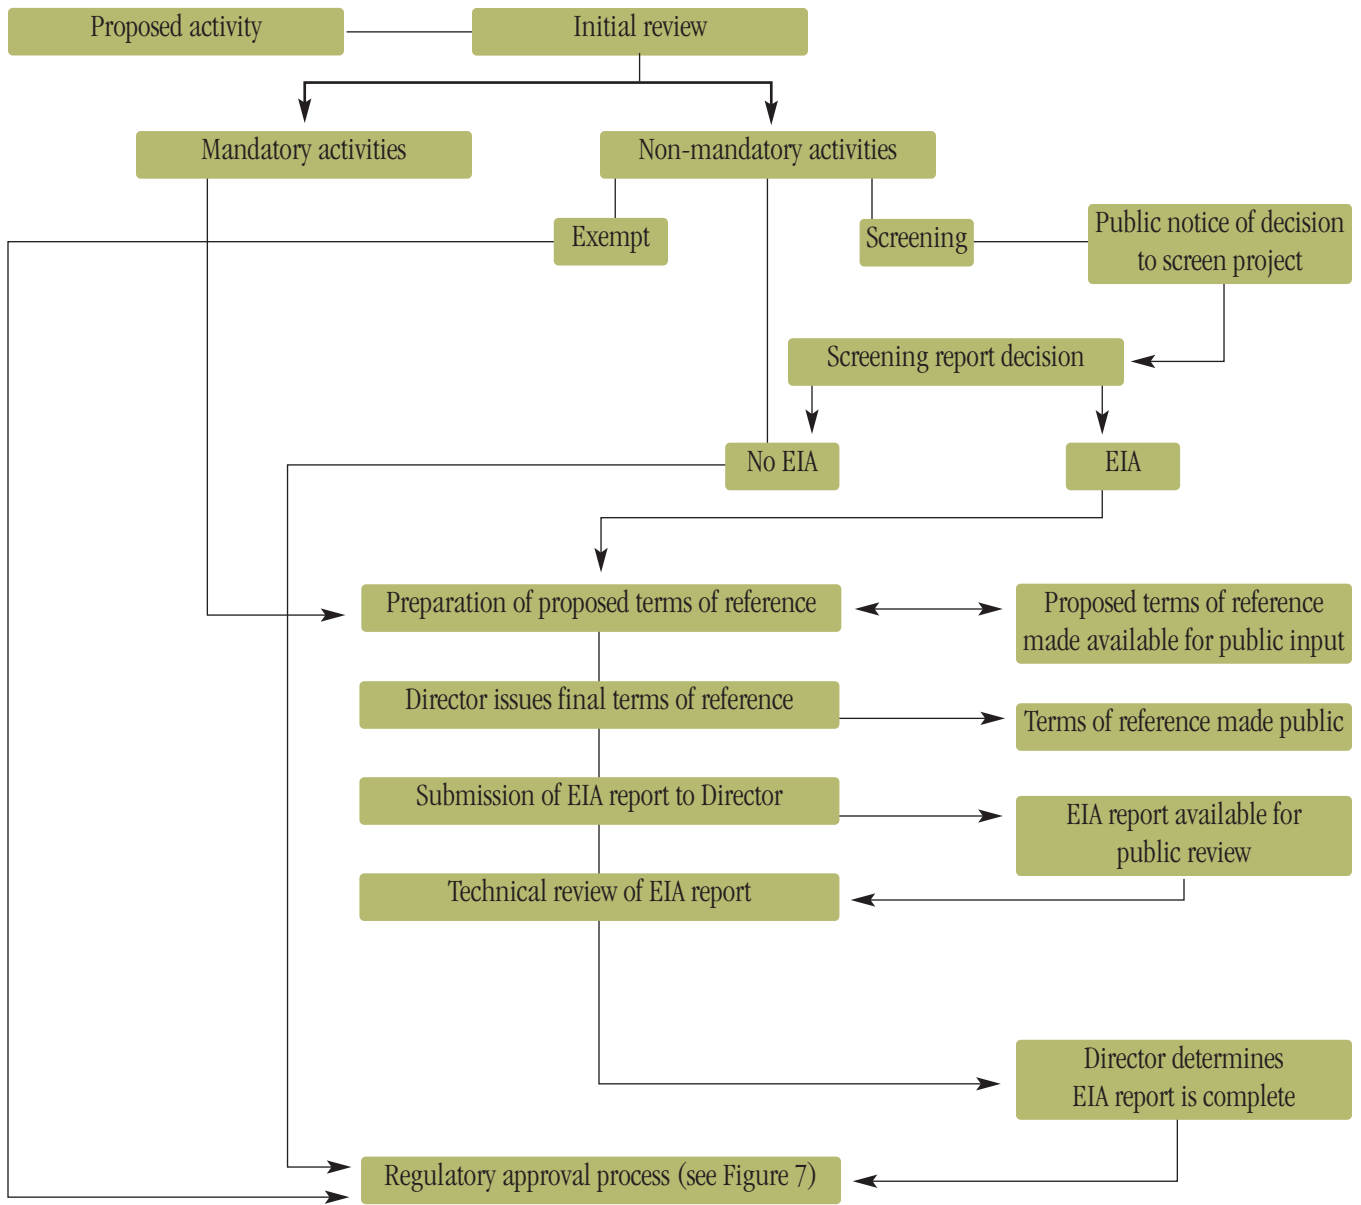 Proposed activity
Initial review
Mandatory activities
Non-mandatory activities
Exempt
Screening
Public notice of decision
to screen project
Screening report decision
No EIA
EIA
Preparation of proposed terms of reference
Proposed terms of reference
made available for public input
Director issues final terms of reference
Terms of reference made public
Submission of EIA report to Director
EIA report available for
public review
Technical review of EIA report
Director determines
EIA report is complete
Regulatory approval process (see Figure 7)